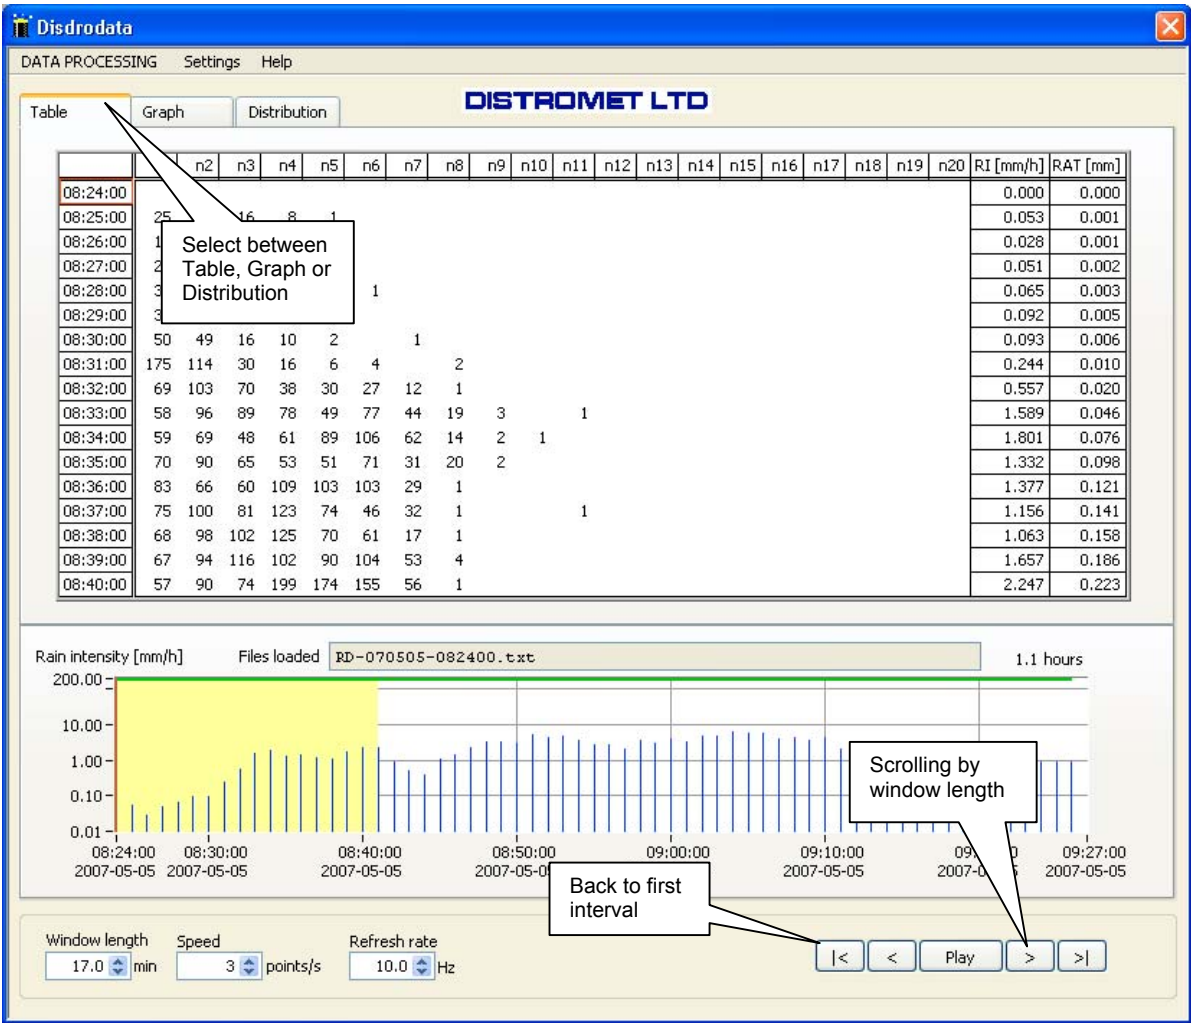 Disdrodata
DATA PROCESSING Settings Help
Table Graph Distribution DISTROMET LTD
n2 n3 n4 n5 n6 n7 n8 n9 n10 n11 n12 n13 n14 n15 n16 n17 n18 n19 n20 RI [mm/h] RAT [mm]
08:24:00 0.000 0.000
08:25:00 25 16 8 1 0.053 0.001
08:26:00 1 0.028 0.001
08:27:00 2 0.051 0.002
08:28:00 3 1 0.065 0.003
08:29:00 3 0.092 0.005
08:30:00 50 49 16 10 2 1 0.093 0.006
08:31:00 175 114 30 16 6 4 2 0.244 0.010
08:32:00 69 103 70 38 30 27 12 1 0.557 0.020
08:33:00 58 96 89 78 49 77 44 19 3 1 1.589 0.046
08:34:00 59 69 48 61 89 106 62 14 2 1 1.801 0.076
08:35:00 70 90 65 53 51 71 31 20 2 1.332 0.098
08:36:00 83 66 60 109 103 103 29 1 1.377 0.121
08:37:00 75 100 81 123 74 46 32 1 1 1.156 0.141
08:38:00 68 98 102 125 70 61 17 1 1.063 0.158
08:39:00 67 94 116 102 90 104 53 4 1.657 0.186
08:40:00 57 90 74 199 174 155 56 1 2.247 0.223
Select between
Table, Graph or
Distribution
Rain intensity [mm/h] Files loaded RD-070505-082400.txt 1.1 hours
200.00
10.00
1.00
0.10
0.01
Scrolling by
window length
08:24:00 08:30:00 08:40:00 08:50:00 09:00:00 09:10:00 09:27:00
2007-05-05 2007-05-05 2007-05-05 2007-05-05 2007-05-05 2007-05-05
Back to first
interval
Window length Speed Refresh rate
17.0 min 3 points/s 10.0 Hz |< < Play > >|